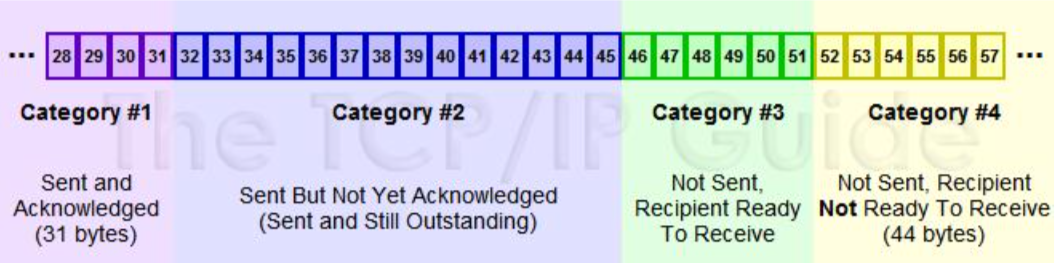 ... 28 29 30 31 32 33 34 35 36 37 38 39 40 41 42 43 44 45 46 47 48 49 50 51 52 53 54 55 56 57 ...
Category #1 Category #2 Category #3 Category #4
The TCP/IP Guide
Sent and
Acknowledged
(31 bytes)
Sent But Not Yet Acknowledged
(Sent and Still Outstanding)
Not Sent,
Recipient Ready
To Receive
Not Sent, Recipient
Not Ready To Receive
(44 bytes)